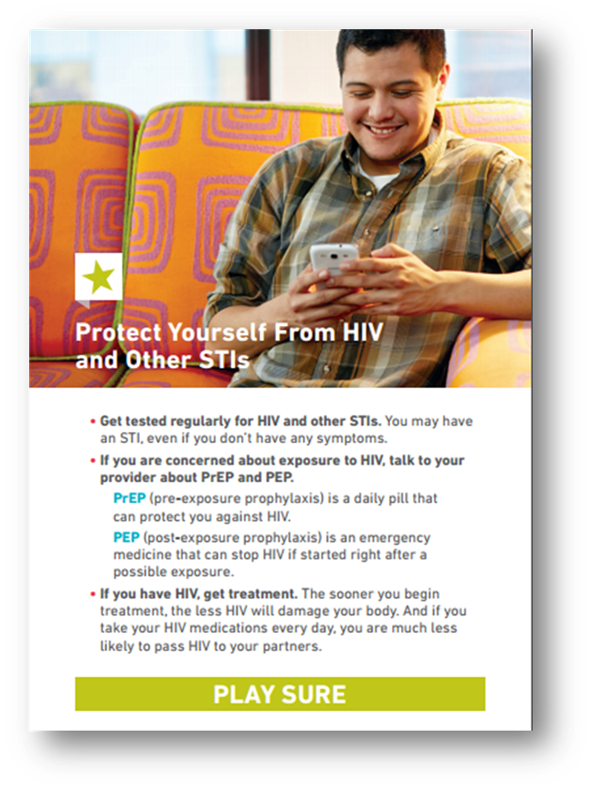 Protect Yourself From HIV
and Other STIs
• Get tested regularly for HIV and other STIs. You may have
an STI, even if you don't have any symptoms.
• If you are concerned about exposure to HIV, talk to your
provider about PrEP and PEP.
PrEP (pre-exposure prophylaxis) is a daily pill that
can protect you against HIV.
PEP (post-exposure prophylaxis) is an emergency
medicine that can stop HIV if started right after a
possible exposure.
• If you have HIV, get treatment. The sooner you begin
treatment, the less HIV will damage your body. And if you
take your HIV medications every day, you are much less
likely to pass HIV to your partners.
PLAY SURE